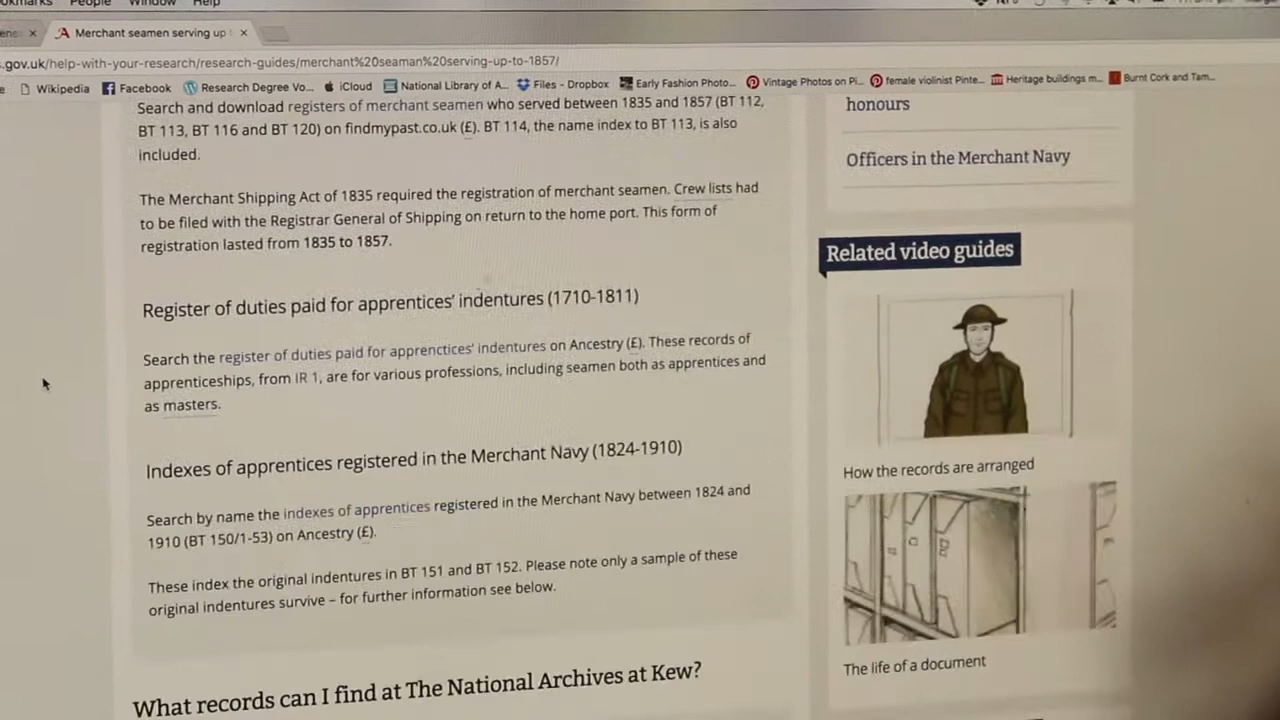 People
Window
Help
Merchant seamen serving up
.gov.uk/help-with-your-research/research-guides/merchant%20seaman%20serving-up-to-1857/
Wikipedia
Facebook
Research Degree Vo...
iCloud
National Library of A...
Files - Dropbox
Early Fashion Photo...
Vintage Photos on Pi...
female violinist Pinte...
Heritage buildings m...
Burnt Cork and Tam...
Search and download registers of merchant seamen who served between 1835 and 1857 (BT 112,
BT 113, BT 116 and BT 120) on findmypast.co.uk (£). BT 114, the name index to BT 113, is also
included.
The Merchant Shipping Act of 1835 required the registration of merchant seamen. Crew lists had
to be filed with the Registrar General of Shipping on return to the home port. This form of
registration lasted from 1835 to 1857.
Register of duties paid for apprentices' indentures (1710-1811)
Search the register of duties paid for apprenctices' indentures on Ancestry (£). These records of
apprenticeships, from IR 1, are for various professions, including seamen both as apprentices and
as masters.
Indexes of apprentices registered in the Merchant Navy (1824-1910)
Search by name the indexes of apprentices registered in the Merchant Navy between 1824 and
1910 (BT 150/1-53) on Ancestry (£).
These index the original indentures in BT 151 and BT 152. Please note only a sample of these
original indentures survive – for further information see below.
What records can I find at The National Archives at Kew?
honours
Officers in the Merchant Navy
Related video guides
How the records are arranged
The life of a document